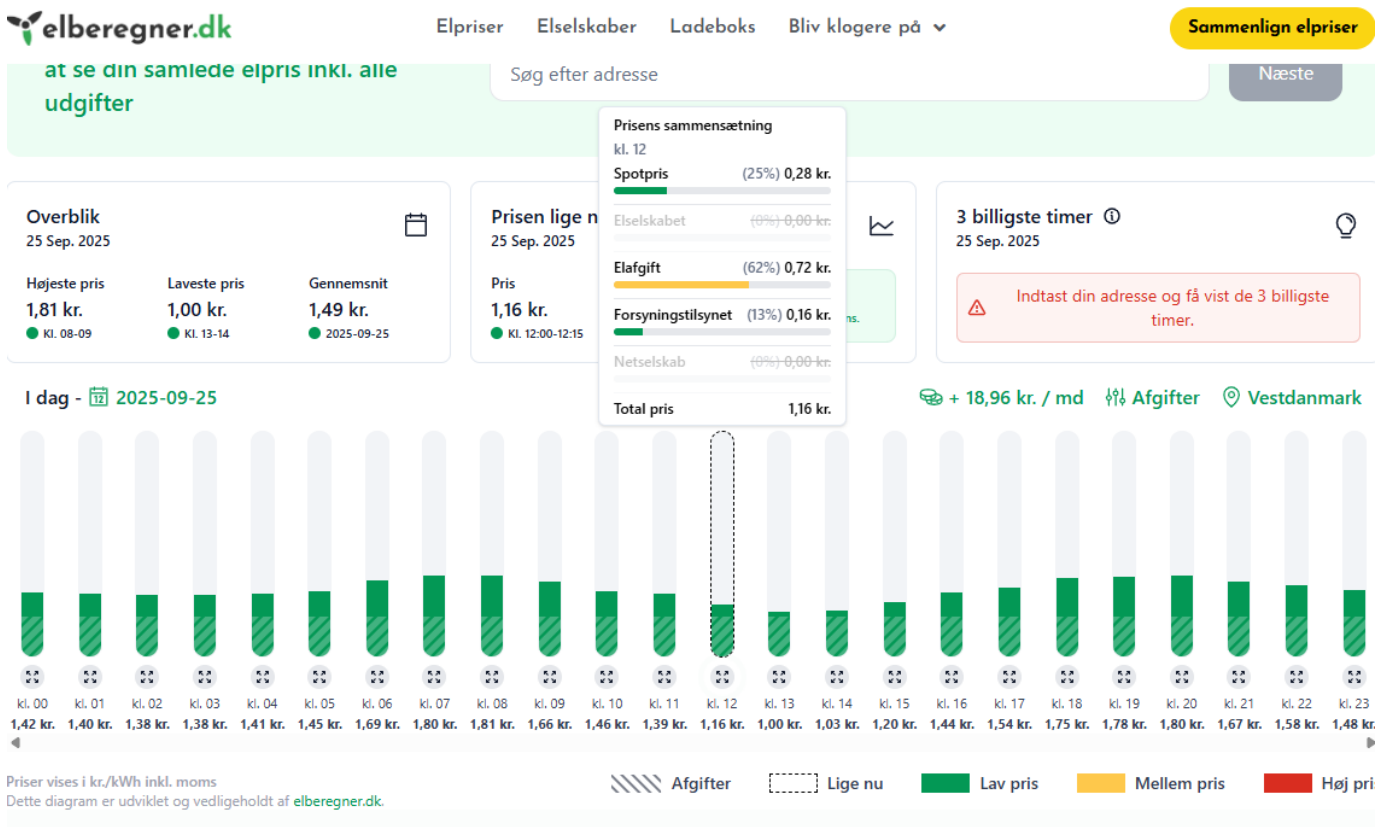 elberegner.dk
Elpriser Elselskaber Ladeboks Bliv klogere på
Sammenlign elpriser
at se din samlede elpris inkl. alle
udgifter
Søg efter adresse
Næste
Prisens sammensætning
kl. 12
Spotpris (25%) 0,28 kr.
Elselskabet (0%) 0,00 kr.
Elafgift (62%) 0,72 kr.
Forsyningstilsynet (13%) 0,16 kr.
Netselskab (0%) 0,00 kr.
Total pris 1,16 kr.
Overblik
25 Sep. 2025
Højeste pris Laveste pris Gennemsnit
1,81 kr. 1,00 kr. 1,49 kr.
Kl. 08-09 Kl. 13-14 2025-09-25
Prisen lige n
25 Sep. 2025
Pris
1,16 kr.
Kl. 12:00-12:15
ns.
3 billigste timer
25 Sep. 2025
Indtast din adresse og få vist de 3 billigste
timer.
I dag - 12 2025-09-25
+ 18,96 kr. / md Afgifter Vestdanmark
kl. 00 kl. 01 kl. 02 kl. 03 kl. 04 kl. 05 kl. 06 kl. 07 kl. 08 kl. 09 kl. 10 kl. 11 kl. 12 kl. 13 kl. 14 kl. 15 kl. 16 kl. 17 kl. 18 kl. 19 kl. 20 kl. 21 kl. 22 kl. 23
1,42 kr. 1,40 kr. 1,38 kr. 1,38 kr. 1,41 kr. 1,45 kr. 1,69 kr. 1,80 kr. 1,81 kr. 1,66 kr. 1,46 kr. 1,39 kr. 1,16 kr. 1,00 kr. 1,03 kr. 1,20 kr. 1,44 kr. 1,54 kr. 1,75 kr. 1,78 kr. 1,80 kr. 1,67 kr. 1,58 kr. 1,48 kr.
Priser vises i kr./kWh inkl. moms
Dette diagram er udviklet og vedligeholdt af elberegner.dk.
Afgifter Lige nu Lav pris Mellem pris Høj pri